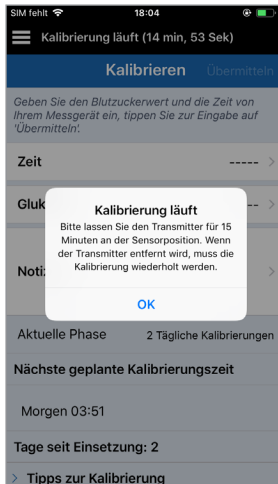 SIM fehlt 18:04
Kalibrierung läuft (14 min, 53 Sek)
Kalibrieren Übermitteln
Geben Sie den Blutzuckerwert und die Zeit von
Ihrem Messgerät ein, tippen Sie zur Eingabe auf
'Übermitteln'.
Zeit ----- >
Gluk -- >
Kalibrierung läuft
Bitte lassen Sie den Transmitter für 15
Minuten an der Sensorposition. Wenn
der Transmitter entfernt wird, muss die
Kalibrierung wiederholt werden.
Noti >
OK
Aktuelle Phase 2 Tägliche Kalibrierungen
Nächste geplante Kalibrierungszeit
Morgen 03:51
Tage seit Einsetzung: 2
> Tipps zur Kalibrierung